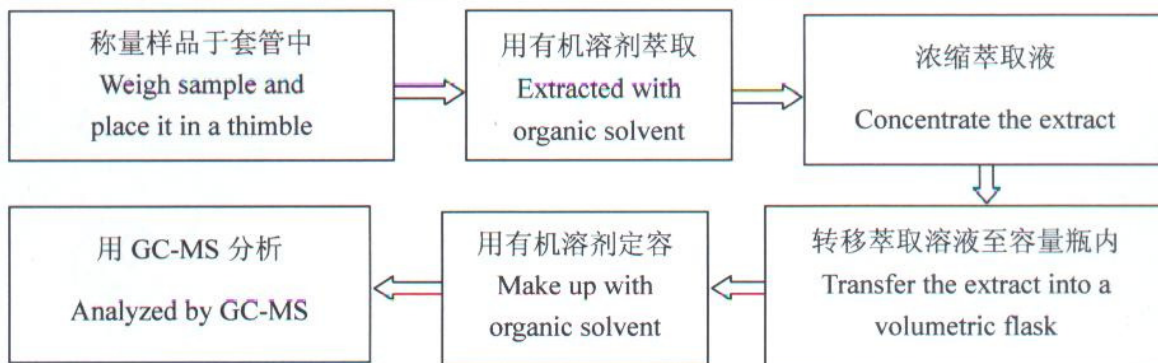 称量样品于套管中
Weigh sample and
place it in a thimble
用有机溶剂萃取
Extracted with
organic solvent
浓缩萃取液
Concentrate the extract
转移萃取溶液至容量瓶内
Transfer the extract into a
volumetric flask
用有机溶剂定容
Make up with
organic solvent
用 GC-MS 分析
Analyzed by GC-MS